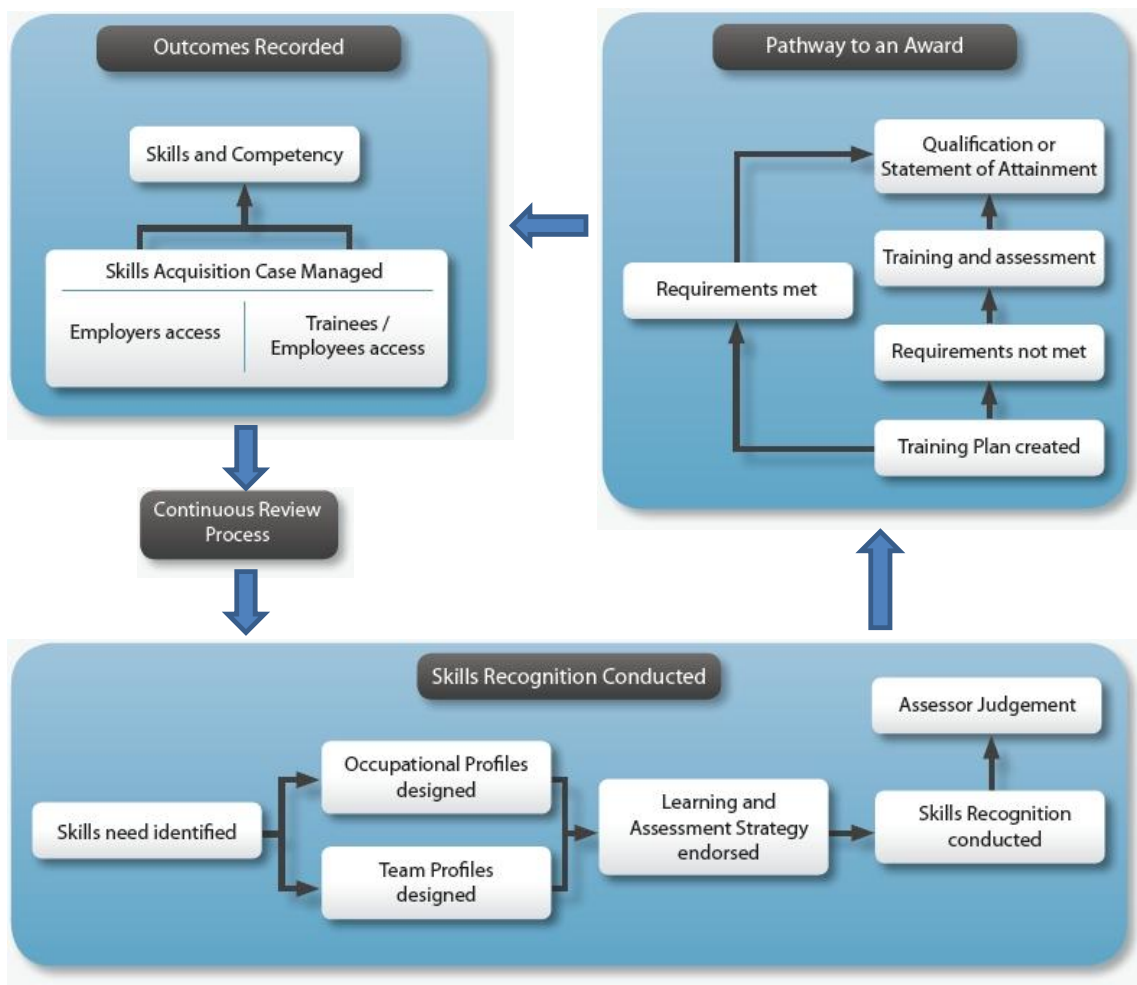 Outcomes Recorded
Skills and Competency
Skills Acquisition Case Managed
Employers access
Trainees /
Employees access
Pathway to an Award
Qualification or
Statement of Attainment
Training and assessment
Requirements met
Requirements not met
Training Plan created
Continuous Review
Process
Skills Recognition Conducted
Assessor Judgement
Occupational Profiles
designed
Skills need identified
Learning and
Assessment Strategy
endorsed
Skills Recognition
conducted
Team Profiles
designed